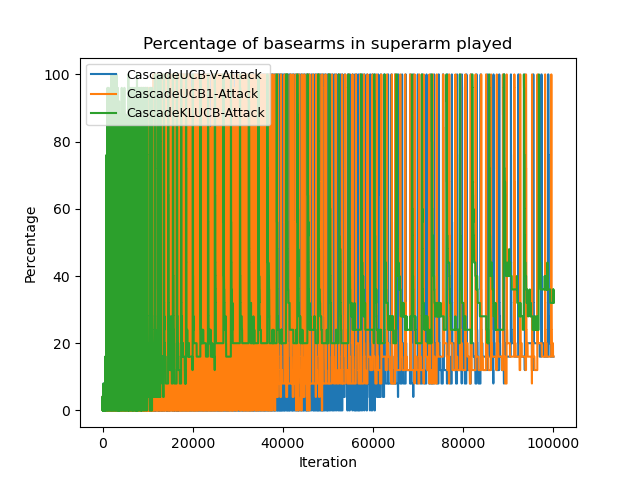 Percentage of basearms in superarm played
CascadeUCB-V-Attack
CascadeUCB1-Attack
CascadeKLUCB-Attack
Percentage
100
80
60
40
20
0
0 20000 40000 60000 80000 100000
Iteration